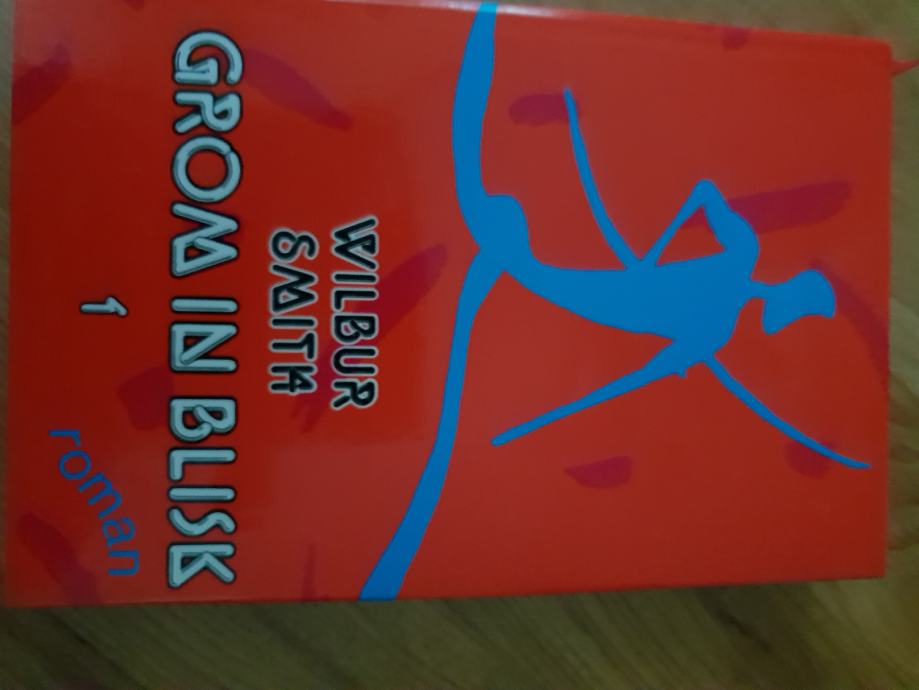 WILBUR
SMITH
GROM IN BLISK
1
roman